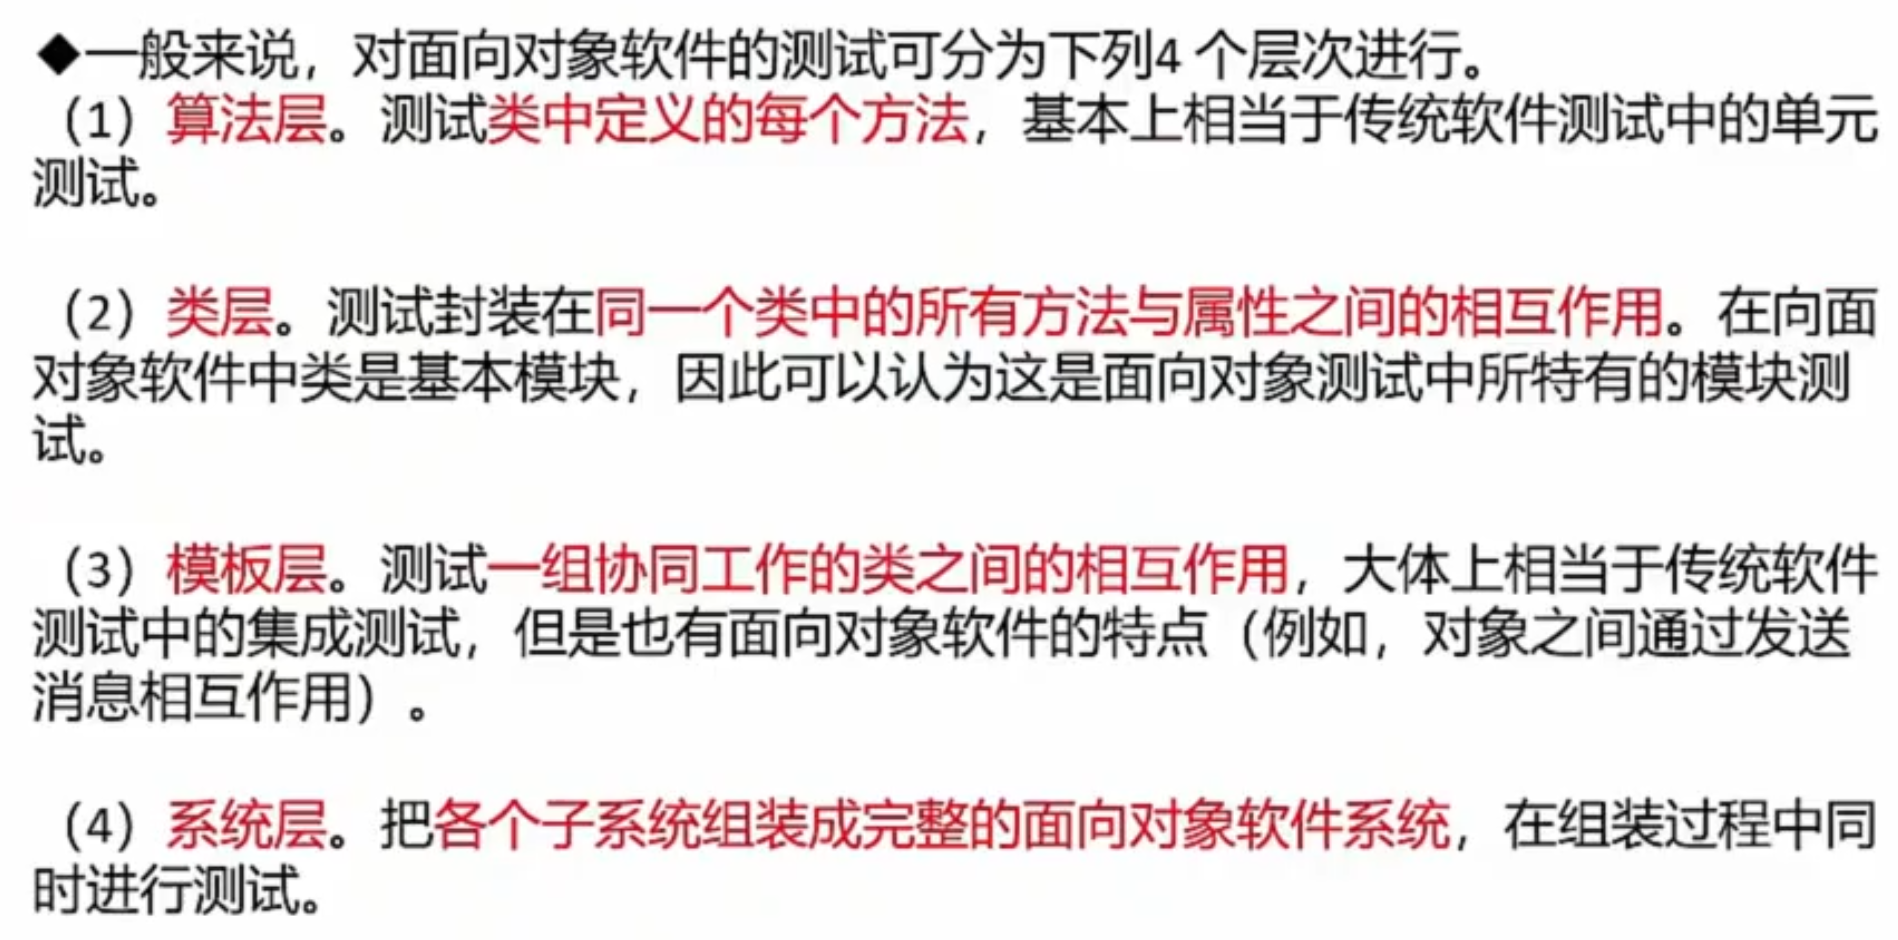 ◆一般来说，对面向对象软件的测试可分为下列4 个层次进行。
（1）算法层。测试类中定义的每个方法，基本上相当于传统软件测试中的单元
测试。
（2）类层。测试封装在同一个类中的所有方法与属性之间的相互作用。在向面
对象软件中类是基本模块，因此可以认为这是面向对象测试中所特有的模块测
试。
（3）模板层。测试一组协同工作的类之间的相互作用，大体上相当于传统软件
测试中的集成测试，但是也有面向对象软件的特点（例如，对象之间通过发送
消息相互作用）。
（4）系统层。把各个子系统组装成完整的面向对象软件系统，在组装过程中同
时进行测试。